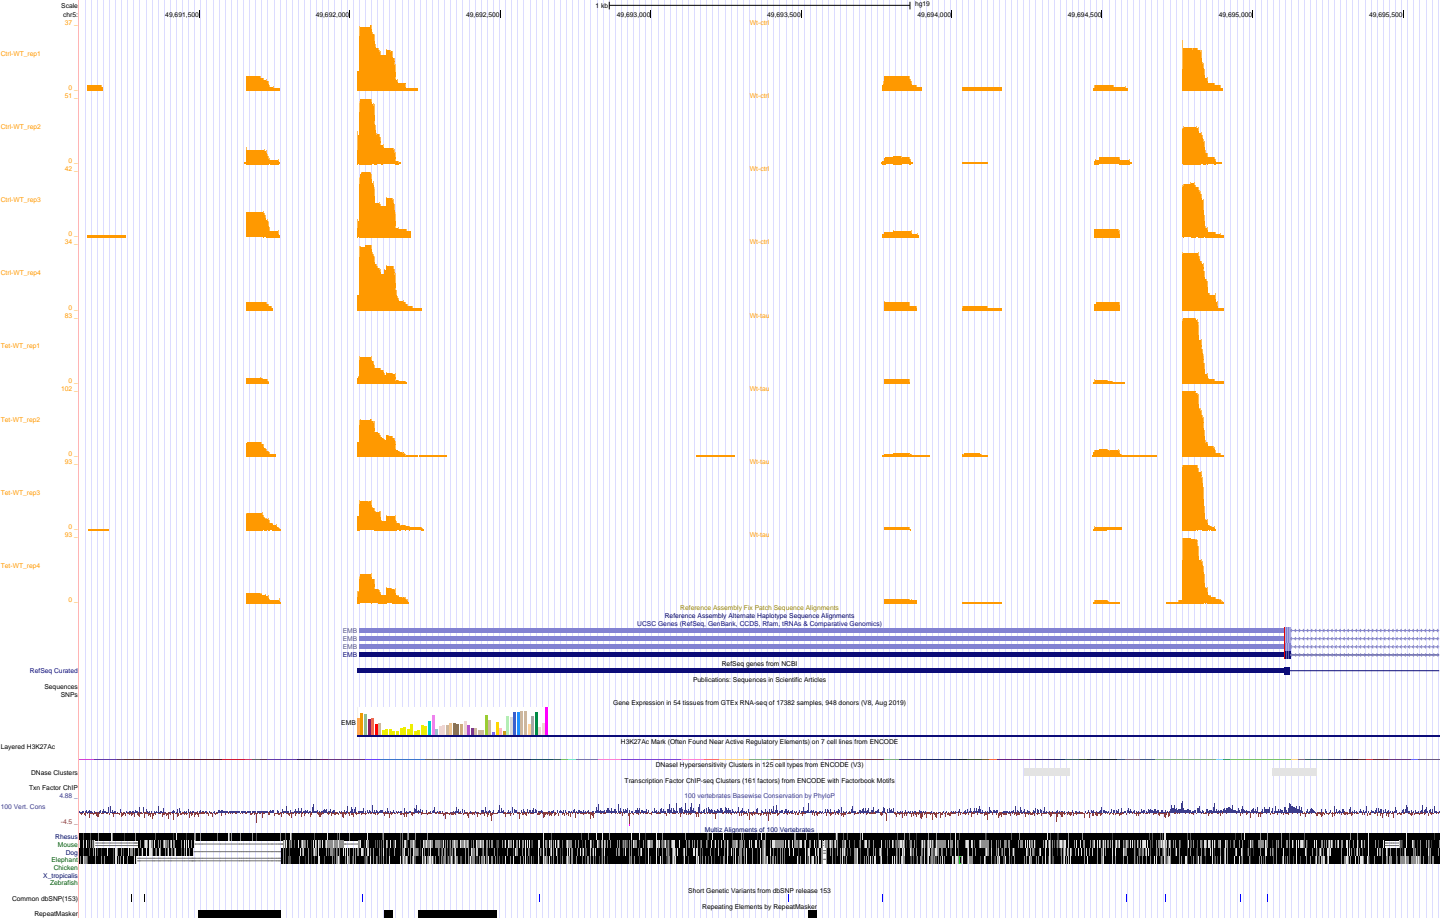 Scale
1 kb
hg19
chr5:
49,691,500
49,692,000
49,692,500
49,693,000
49,693,500
49,694,000
49,694,500
49,695,000
49,695,500
37
Wt-ctrl
Ctrl-WT_rep1
0
51
Wt-ctrl
Ctrl-WT_rep2
0
42
Wt-ctrl
Ctrl-WT_rep3
0
34
Wt-ctrl
Ctrl-WT_rep4
0
83
Wt-tau
Tet-WT_rep1
0
102
Wt-tau
Tet-WT_rep2
0
93
Wt-tau
Tet-WT_rep3
0
93
Wt-tau
Tet-WT_rep4
0
Reference Assembly Fix Patch Sequence Alignments
Reference Assembly Alternate Haplotype Sequence Alignments
UCSC Genes (RefSeq, GenBank, CCDS, Rfam, tRNAs & Comparative Genomics)
EMB
EMB
EMB
EMB
RefSeq genes from NCBI
RefSeq Curated
Publications: Sequences in Scientific Articles
Sequences
SNPs
Gene Expression in 54 tissues from GTEx RNA-seq of 17382 samples, 948 donors (V8, Aug 2019)
EMB
H3K27Ac Mark (Often Found Near Active Regulatory Elements) on 7 cell lines from ENCODE
Layered H3K27Ac
DNaseI Hypersensitivity Clusters in 125 cell types from ENCODE (V3)
DNase Clusters
Transcription Factor ChIP-seq Clusters (161 factors) from ENCODE with Factorbook Motifs
Txn Factor ChIP
4.88
100 vertebrates Basewise Conservation by PhyloP
100 Vert. Cons
-4.5
Multiz Alignments of 100 Vertebrates
Rhesus
Mouse
Dog
Elephant
Chicken
X_tropicalis
Zebrafish
Short Genetic Variants from dbSNP release 153
Common dbSNP(153)
Repeating Elements by RepeatMasker
RepeatMasker